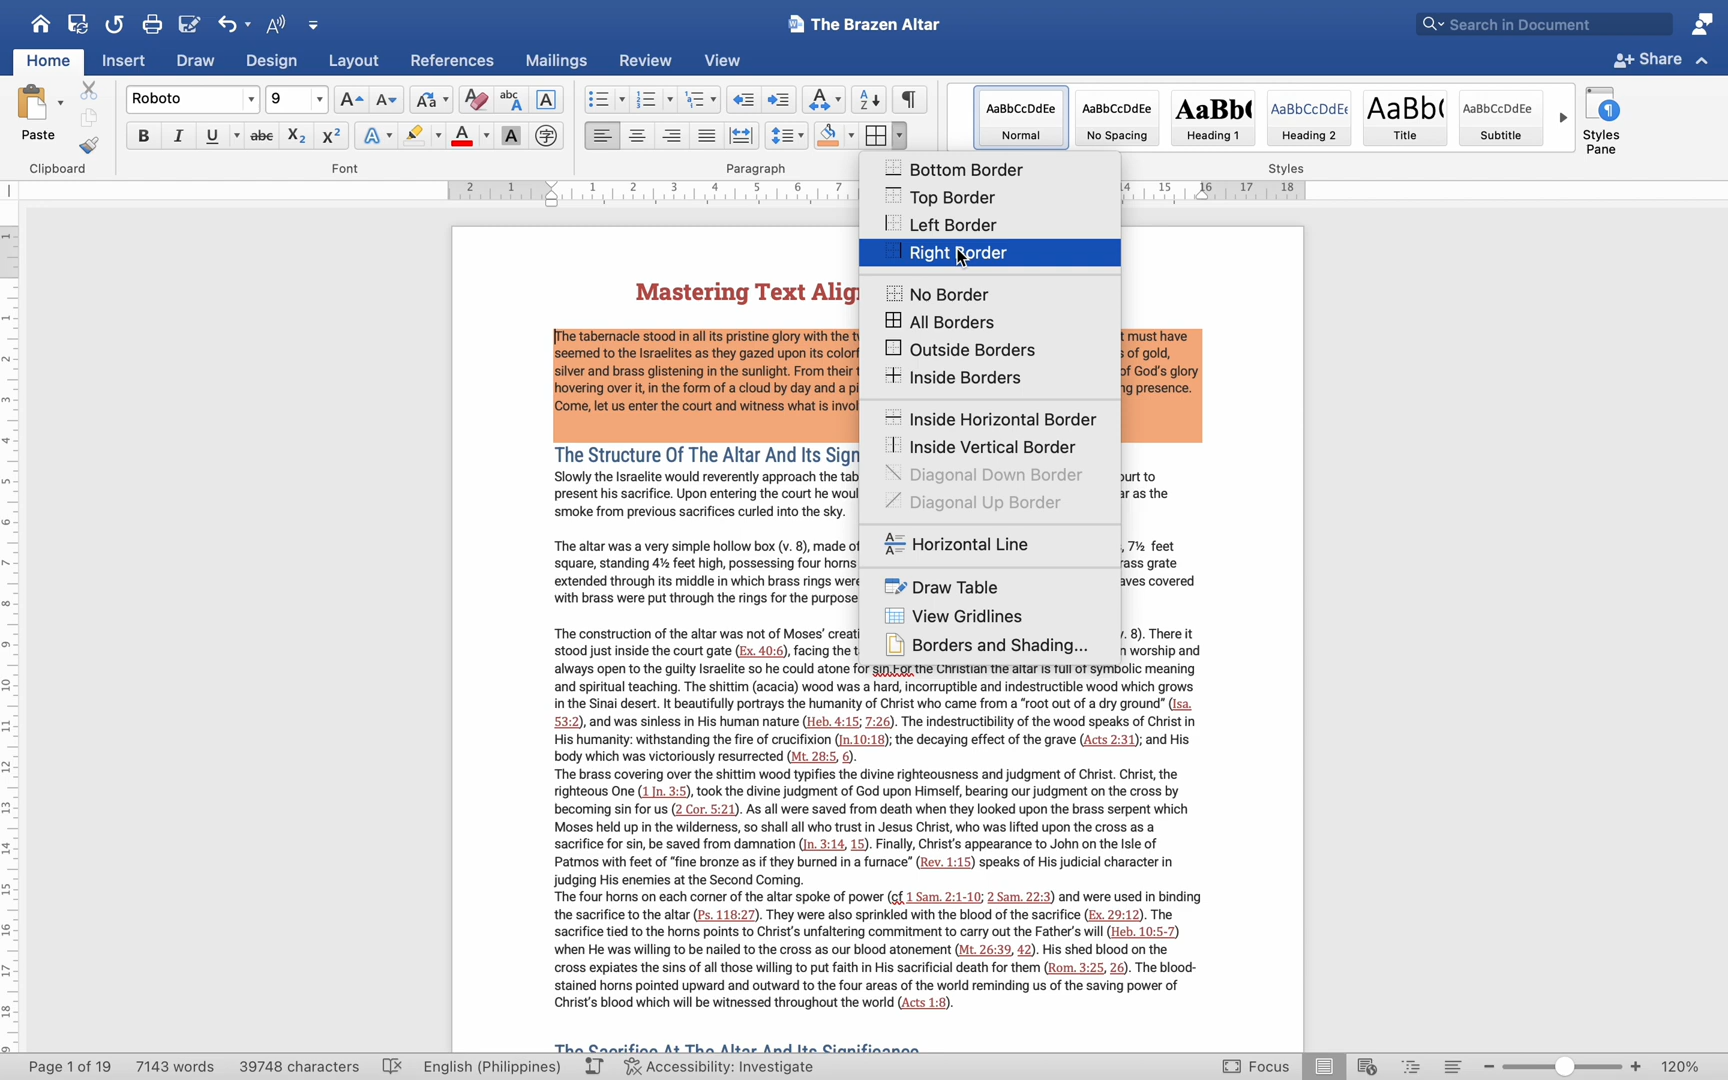 The Brazen Altar
Search in Document
Home Insert Draw Design Layout References Mailings Review View
Share
Paste
Roboto 9
Clipboard
Font
Paragraph
AaBbCcDdEe AaBbCcDdEe AaBb( AaBbCcDdEe AaBb( AaBbCcDdEe
Normal No Spacing Heading 1 Heading 2 Title Subtitle
Styles
Pane
Styles
2 1 1 2 3 4 5 6 7 14 15 16 17 18
Bottom Border
Top Border
Left Border
Right Border
No Border
All Borders
Outside Borders
Inside Borders
Inside Horizontal Border
Inside Vertical Border
Diagonal Down Border
Diagonal Up Border
Horizontal Line
Draw Table
View Gridlines
Borders and Shading...
Mastering Text Alig
The tabernacle stood in all its pristine glory with the t must have
seemed to the Israelites as they gazed upon its colorf s of gold,
silver and brass glistening in the sunlight. From their t of God's glory
hovering over it, in the form of a cloud by day and a pi ng presence.
Come, let us enter the court and witness what is invol
The Structure Of The Altar And Its Sign
Slowly the Israelite would reverently approach the tab ourt to
present his sacrifice. Upon entering the court he woul ar as the
smoke from previous sacrifices curled into the sky.
The altar was a very simple hollow box (v. 8), made of , 7½ feet
square, standing 4½ feet high, possessing four horns rass grate
extended through its middle in which brass rings were aves covered
with brass were put through the rings for the purpose
The construction of the altar was not of Moses' creati v. 8). There it
stood just inside the court gate (Ex. 40:6), facing the t n worship and
always open to the guilty Israelite so he could atone for sin.For the Christian the altar is full of symbolic meaning
and spiritual teaching. The shittim (acacia) wood was a hard, incorruptible and indestructible wood which grows
in the Sinai desert. It beautifully portrays the humanity of Christ who came from a “root out of a dry ground” (Isa.
53:2), and was sinless in His human nature (Heb. 4:15; 7:26). The indestructibility of the wood speaks of Christ in
His humanity: withstanding the fire of crucifixion (Jn.10:18); the decaying effect of the grave (Acts 2:31); and His
body which was victoriously resurrected (Mt. 28:5, 6).
The brass covering over the shittim wood typifies the divine righteousness and judgment of Christ. Christ, the
righteous One (1 Jn. 3:5), took the divine judgment of God upon Himself, bearing our judgment on the cross by
becoming sin for us (2 Cor. 5:21). As all were saved from death when they looked upon the brass serpent which
Moses held up in the wilderness, so shall all who trust in Jesus Christ, who was lifted upon the cross as a
sacrifice for sin, be saved from damnation (Jn. 3:14, 15). Finally, Christ's appearance to John on the Isle of
Patmos with feet of “fine bronze as if they burned in a furnace” (Rev. 1:15) speaks of His judicial character in
judging His enemies at the Second Coming.
The four horns on each corner of the altar spoke of power (cf. 1 Sam. 2:1-10; 2 Sam. 22:3) and were used in binding
the sacrifice to the altar (Ps. 118:27). They were also sprinkled with the blood of the sacrifice (Ex. 29:12). The
sacrifice tied to the horns points to Christ's unfaltering commitment to carry out the Father's will (Heb. 10:5-7)
when He was willing to be nailed to the cross as our blood atonement (Mt. 26:39, 42). His shed blood on the
cross expiates the sins of all those willing to put faith in His sacrificial death for them (Rom. 3:25, 26). The blood-
stained horns pointed upward and outward to the four areas of the world reminding us of the saving power of
Christ's blood which will be witnessed throughout the world (Acts 1:8).
The Sacrifice At The Altar And Its Significance
Page 1 of 19 7143 words 39748 characters English (Philippines) Accessibility: Investigate Focus 120%